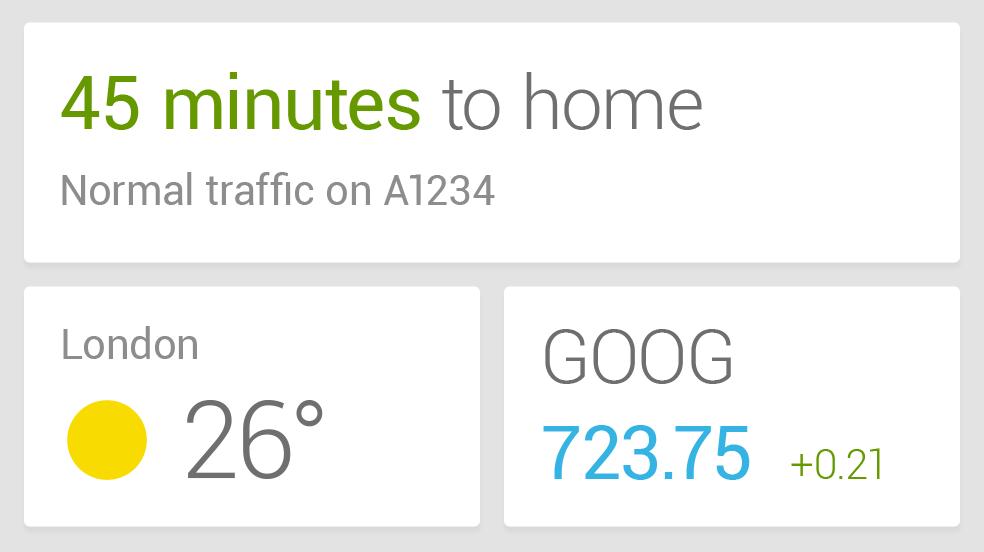 45 minutes to home
Normal traffic on A1234
London
26°
GOOG
723.75 +0.21